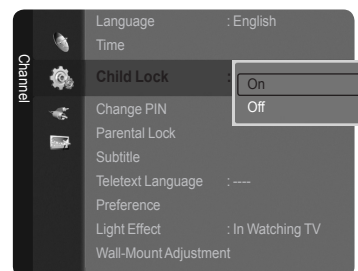 Channel
Language : English
Time
Child Lock : On
Off
Change PIN
Parental Lock
Subtitle
Teletext Language : ----
Preference
Light Effect : In Watching TV
Wall-Mount Adjustment